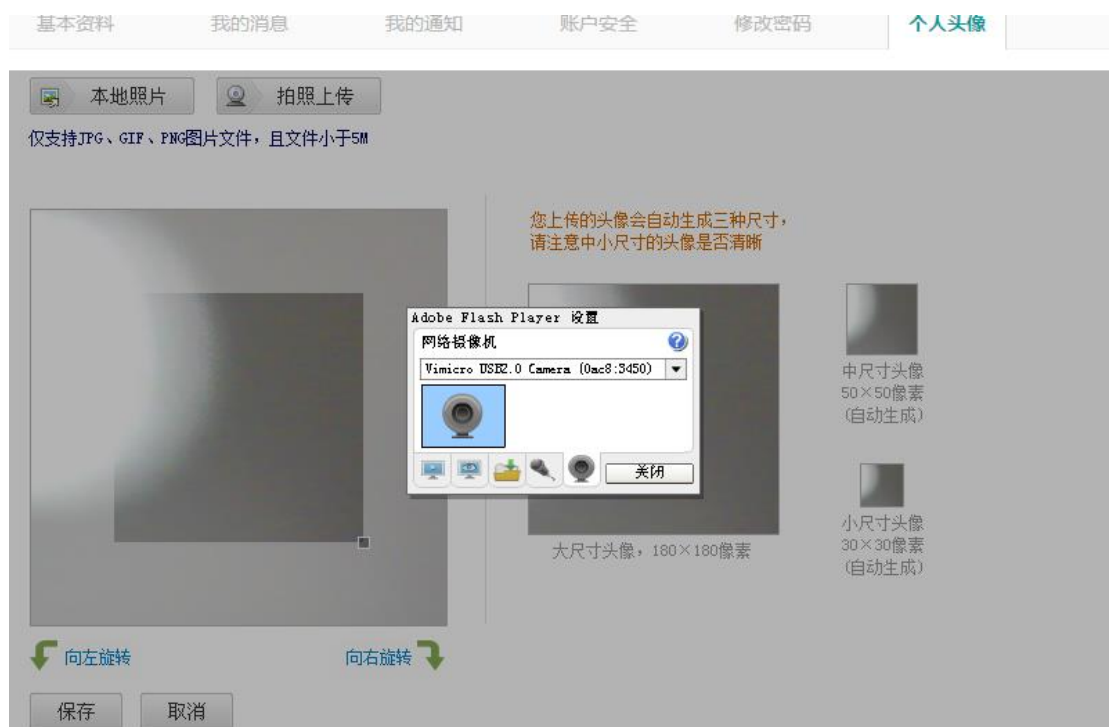 基本资料 我的消息 我的通知 账户安全 修改密码 个人头像
本地照片 拍照上传
仅支持JPG、GIF、PNG图片文件，且文件小于5M
您上传的头像会自动生成三种尺寸，
请注意中小尺寸的头像是否清晰
Adobe Flash Player 设置
网络摄像机
Vimicro USB2.0 Camera (0ac8:3450)
关闭
中尺寸头像
50×50像素
(自动生成)
大尺寸头像，180×180像素
小尺寸头像
30×30像素
(自动生成)
向左旋转 向右旋转
保存 取消